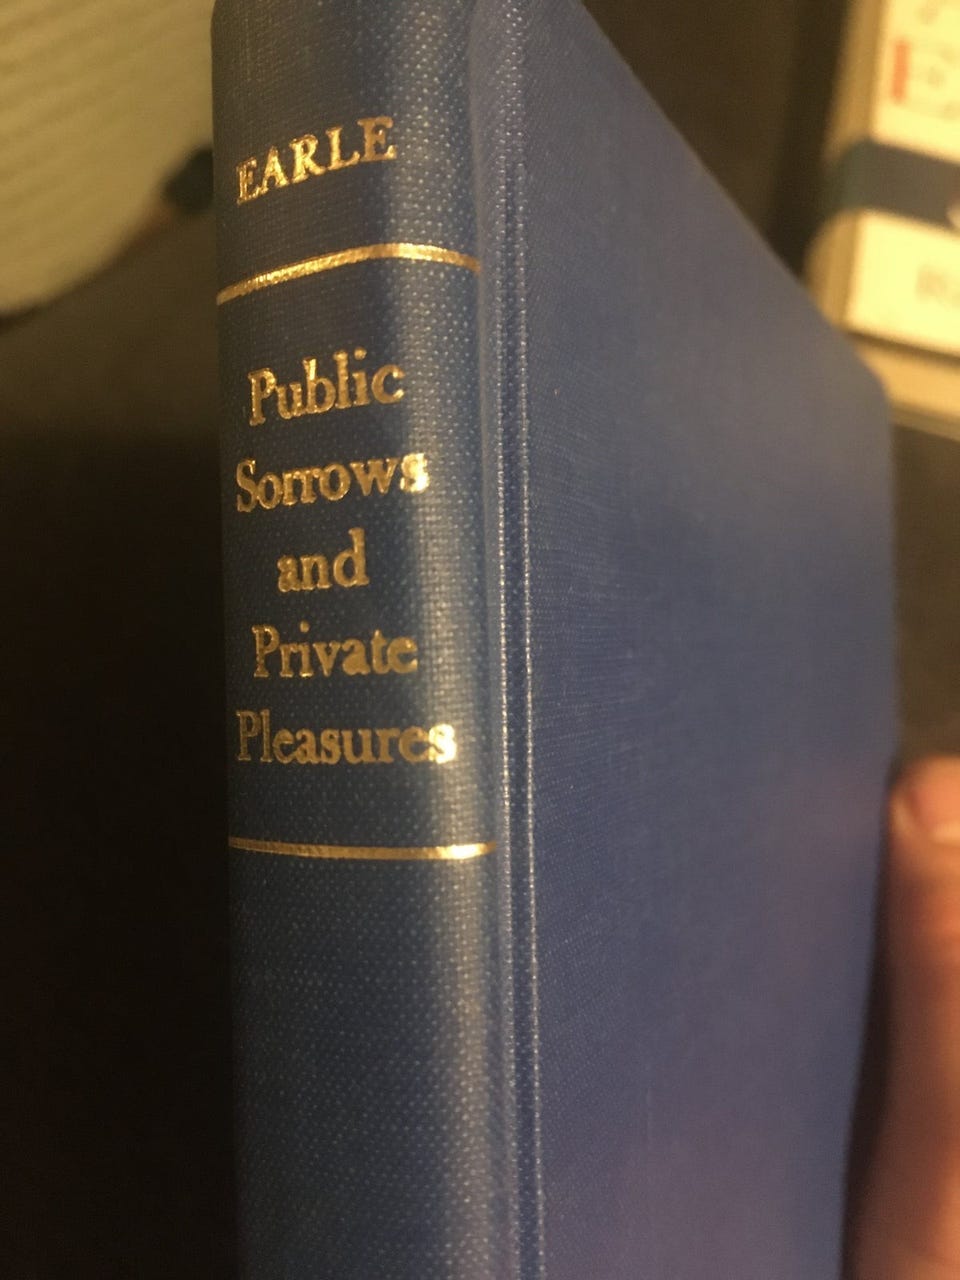 EARLE
Public
Sorrows
and
Private
Pleasures